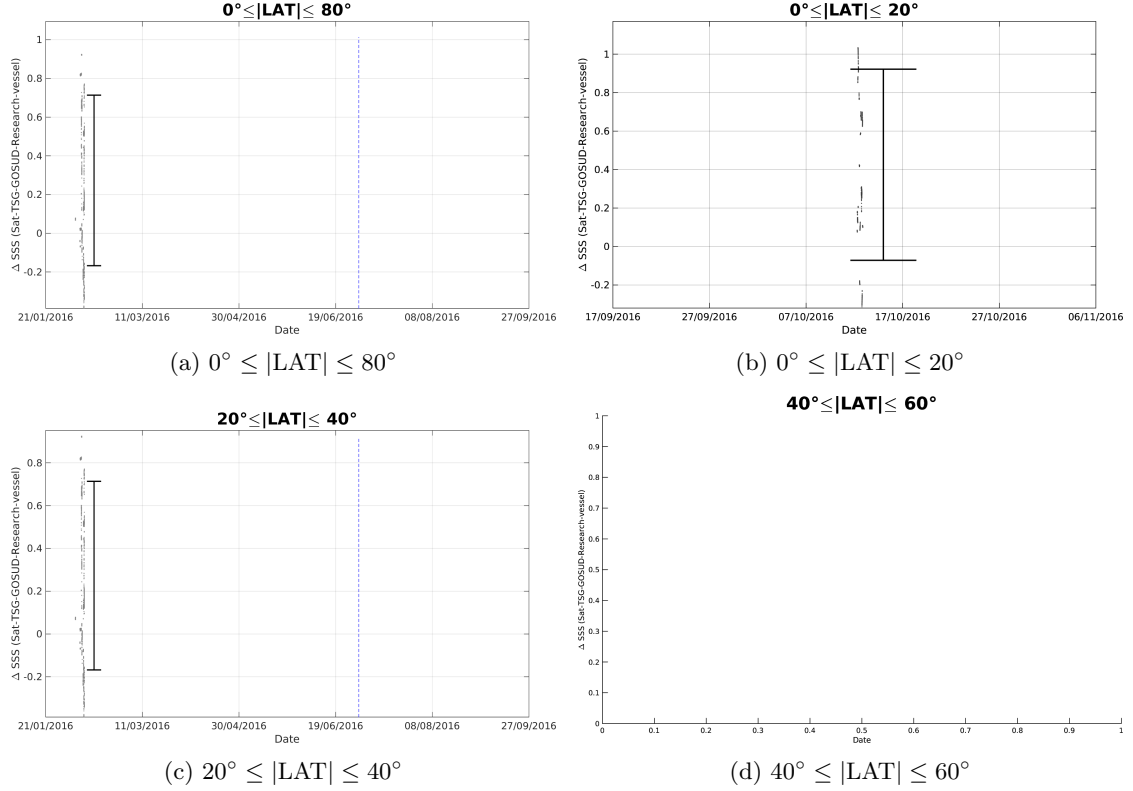 0°≤|LAT|≤ 80°
Δ SSS (Sat-TSG-GOSUD-Research-vessel)
1
0.8
0.6
0.4
0.2
0
-0.2
21/01/2016 11/03/2016 30/04/2016 19/06/2016 08/08/2016 27/09/2016
Date
(a) 0° ≤ |LAT| ≤ 80°
0°≤|LAT|≤ 20°
Δ SSS (Sat-TSG-GOSUD-Research-vessel)
1
0.8
0.6
0.4
0.2
0
-0.2
17/09/2016 27/09/2016 07/10/2016 17/10/2016 27/10/2016 06/11/2016
Date
(b) 0° ≤ |LAT| ≤ 20°
20°≤|LAT|≤ 40°
Δ SSS (Sat-TSG-GOSUD-Research-vessel)
0.8
0.6
0.4
0.2
0
-0.2
21/01/2016 11/03/2016 30/04/2016 19/06/2016 08/08/2016 27/09/2016
Date
(c) 20° ≤ |LAT| ≤ 40°
40°≤|LAT|≤ 60°
Δ SSS (Sat-TSG-GOSUD-Research-vessel)
1
0.9
0.8
0.7
0.6
0.5
0.4
0.3
0.2
0.1
0
0 0.1 0.2 0.3 0.4 0.5 0.6 0.7 0.8 0.9 1
Date
(d) 40° ≤ |LAT| ≤ 60°